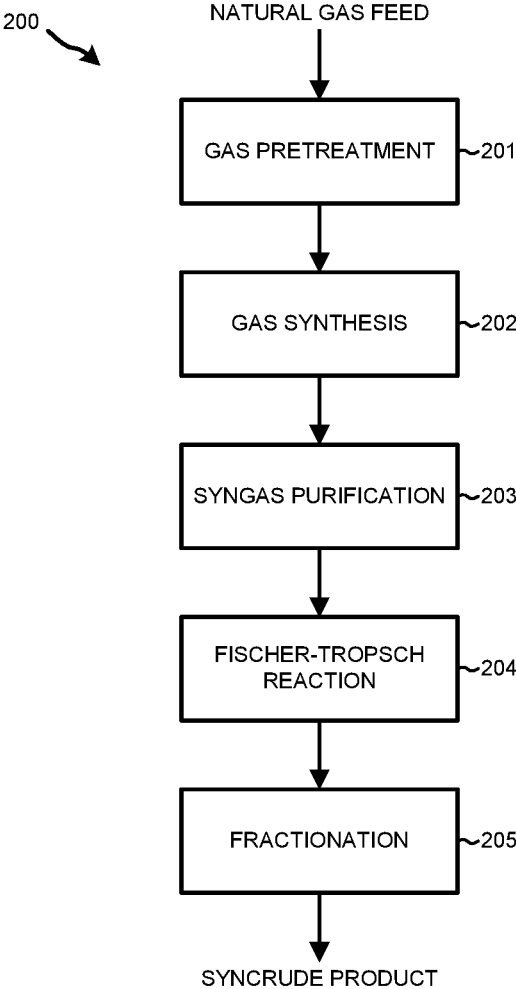 200
NATURAL GAS FEED
GAS PRETREATMENT
201
GAS SYNTHESIS
202
SYNGAS PURIFICATION
203
FISCHER-TROPSCH
REACTION
204
FRACTIONATION
205
SYNCRUDE PRODUCT